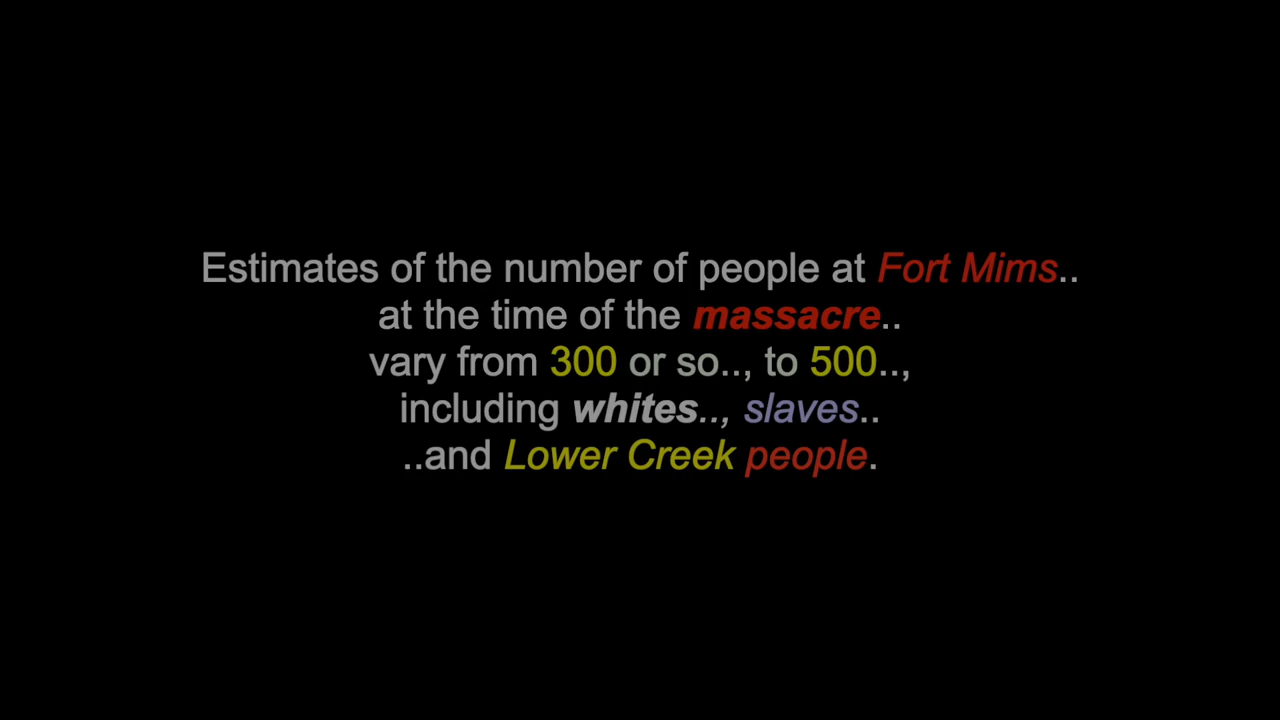 Estimates of the number of people at Fort Mims..
at the time of the massacre..
vary from 300 or so.., to 500..,
including whites.., slaves..
..and Lower Creek people.